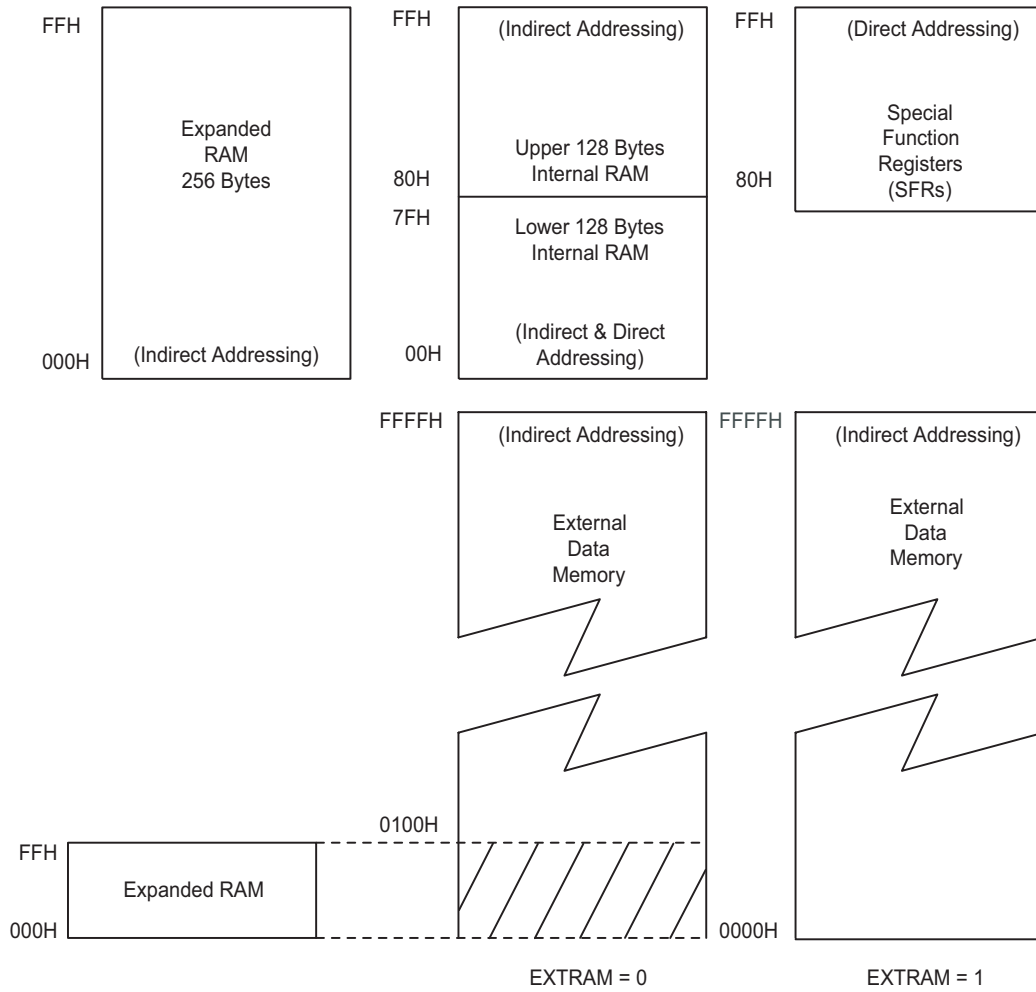 FFH
Expanded
RAM
256 Bytes
000H
(Indirect Addressing)
FFH
(Indirect Addressing)
Upper 128 Bytes
Internal RAM
80H
7FH
Lower 128 Bytes
Internal RAM
(Indirect & Direct
Addressing)
00H
FFH
(Direct Addressing)
Special
Function
Registers
(SFRs)
80H
FFFFH
(Indirect Addressing)
External
Data
Memory
0100H
FFFFH
(Indirect Addressing)
External
Data
Memory
FFH
Expanded RAM
000H
0000H
EXTRAM = 0
EXTRAM = 1